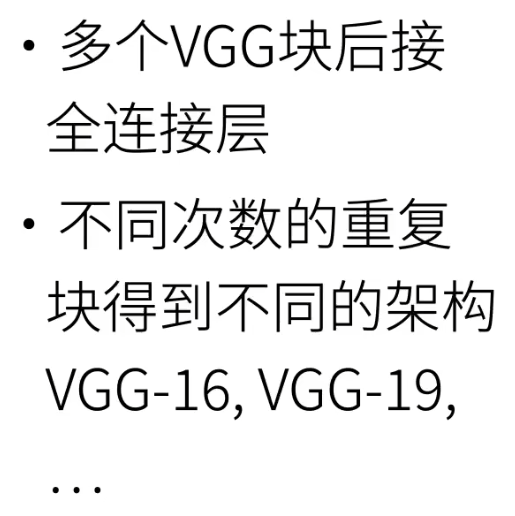 • 多个VGG块后接
全连接层
• 不同次数的重复
块得到不同的架构
VGG-16, VGG-19,
…